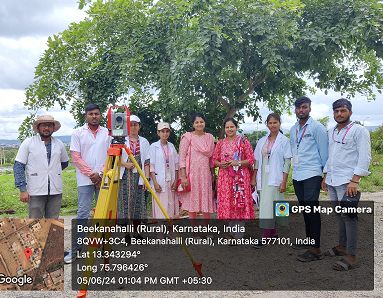 GPS Map Camera
Beekanahalli (Rural), Karnataka, India
8QVW+3C4, Beekanahalli (Rural), Karnataka 577101, India
Lat 13.343294°
Long 75.796426°
05/06/24 01:04 PM GMT +05:30
Google